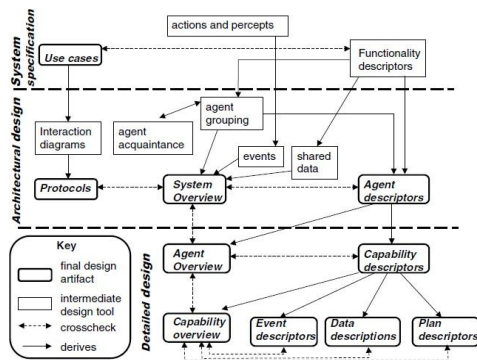 System
specification
actions and percepts
Use cases
Functionality
descriptors
Architectural design
Interaction
diagrams
agent
acquaintance
agent
grouping
events
shared
data
Protocols
System
Overview
Agent
descriptors
Key
final design
artifact
intermediate
design tool
crosscheck
derives
Detailed design
Agent
Overview
Capability
descriptors
Capability
overview
Event
descriptors
Data
descriptions
Plan
descriptors